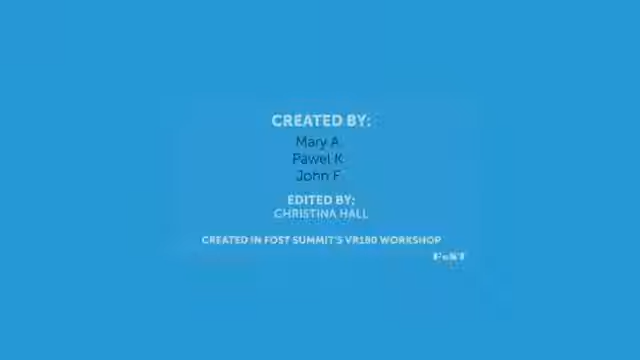 CREATED BY:
Mary A.
Pawel K.
John F.
EDITED BY:
CHRISTINA HALL
CREATED IN FOST SUMMIT'S VR180 WORKSHOP
FoST